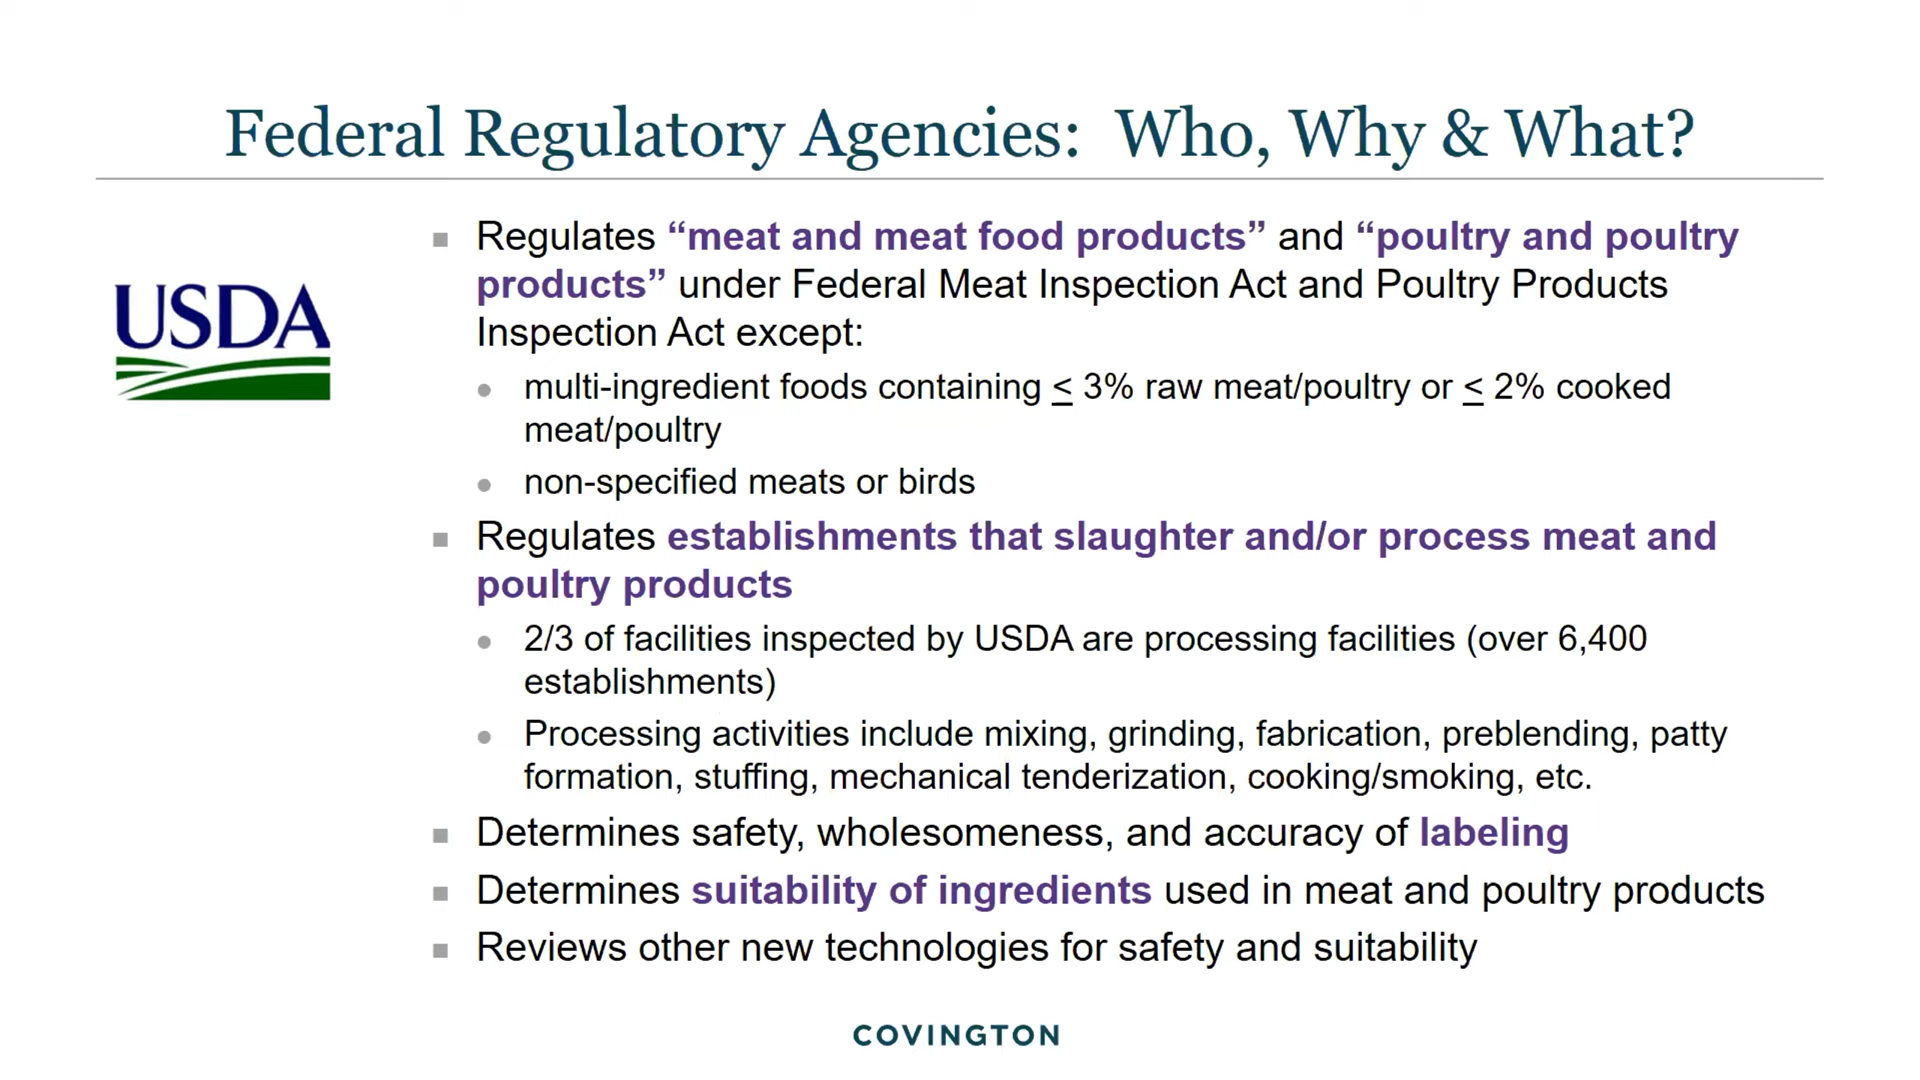 Federal Regulatory Agencies: Who, Why & What?
USDA
Regulates “meat and meat food products” and “poultry and poultry
products” under Federal Meat Inspection Act and Poultry Products
Inspection Act except:
multi-ingredient foods containing ≤ 3% raw meat/poultry or ≤ 2% cooked
meat/poultry
non-specified meats or birds
Regulates establishments that slaughter and/or process meat and
poultry products
2/3 of facilities inspected by USDA are processing facilities (over 6,400
establishments)
Processing activities include mixing, grinding, fabrication, preblending, patty
formation, stuffing, mechanical tenderization, cooking/smoking, etc.
Determines safety, wholesomeness, and accuracy of labeling
Determines suitability of ingredients used in meat and poultry products
Reviews other new technologies for safety and suitability
COVINGTON